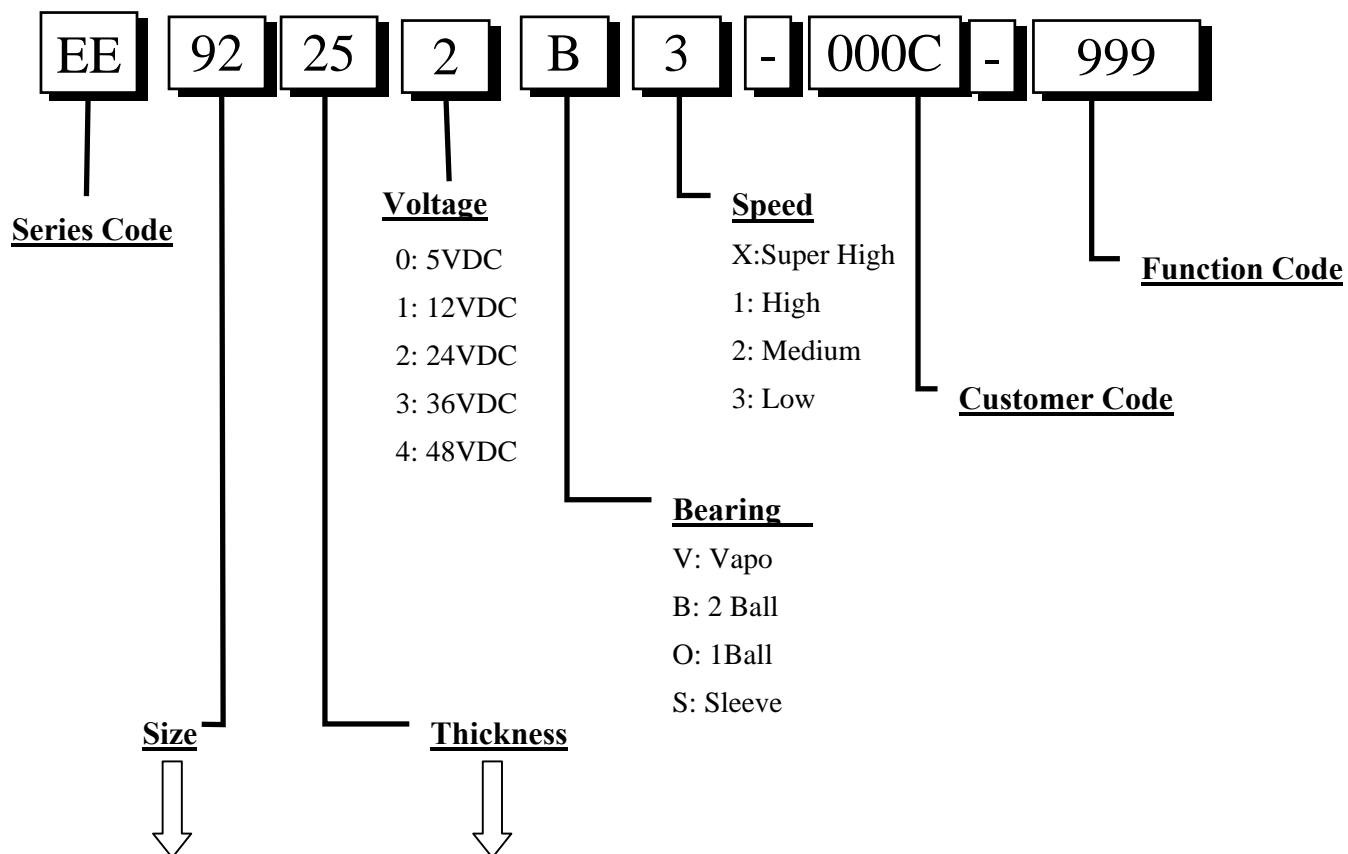 EE 92 25 2 B 3 - 000C - 999
Series Code
Voltage
0: 5VDC
1: 12VDC
2: 24VDC
3: 36VDC
4: 48VDC
Speed
X:Super High
1: High
2: Medium
3: Low
Function Code
Customer Code
Bearing
V: Vapo
B: 2 Ball
O: 1Ball
S: Sleeve
Size
Thickness